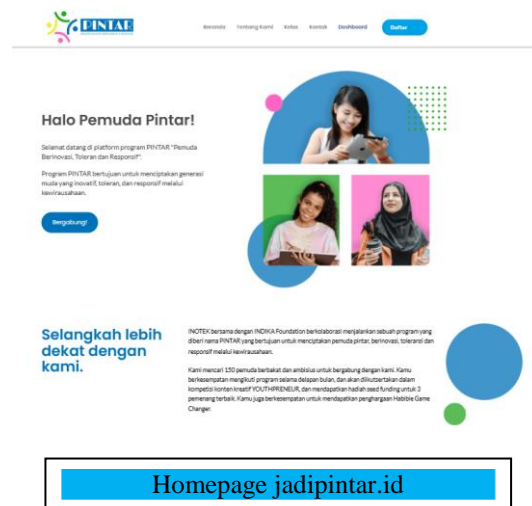 PINTAR
Beranda Tentang Kami Kelas Kontak Dashboard Daftar
Halo Pemuda Pintar!
Selamat datang di platform program PINTAR "Pemuda
Berinovasi, Toleran dan Responsif".
Program PINTAR bertujuan untuk menciptakan generasi
muda yang inovatif, toleran, dan responsif melalui
kewirausahaan.
Bergabung!
Selangkah lebih
dekat dengan
kami.
INOTEK bersama dengan INDIKA Foundation berkolaborasi menjalankan sebuah program yang
diberi nama PINTAR yang bertujuan untuk menciptakan pemuda pintar, berinovasi, toleransi dan
responsif melalui kewirausahaan.
Kami mencari 150 pemuda berbakat dan ambisius untuk bergabung dengan kami. Kamu
berkesempatan mengikuti program selama delapan bulan, dan akan diikutsertakan dalam
kompetisi konten kreatif YOUTHPRENEUR, dan mendapatkan hadiah seed funding untuk 3
pemenang terbaik. Kamu juga berkesempatan untuk mendapatkan penghargaan Habibie Game
Changer.
Homepage jadipintar.id